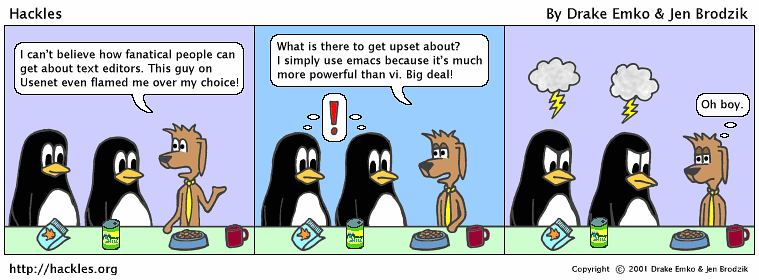 Hackles
By Drake Emko & Jen Brodzik
I can't believe how fanatical people can
get about text editors. This guy on
Usenet even flamed me over my choice!
What is there to get upset about?
I simply use emacs because it's much
more powerful than vi. Big deal!
!
Oh boy.
http://hackles.org
Copyright © 2001 Drake Emko & Jen Brodzik